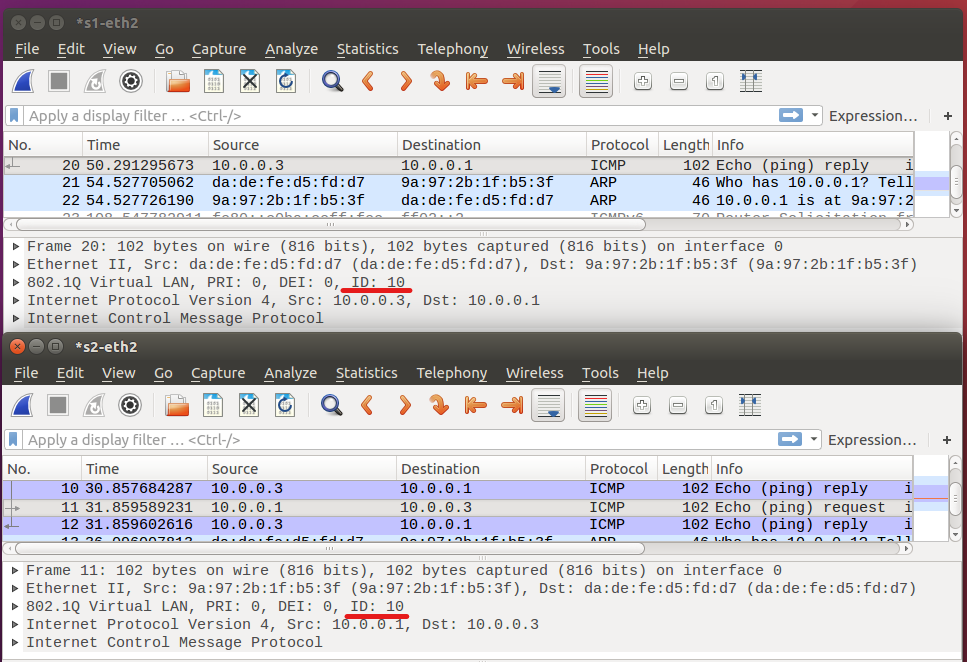 *s1-eth2
File Edit View Go Capture Analyze Statistics Telephony Wireless Tools Help
Apply a display filter ... <Ctrl-/> Expression... +
No. Time Source Destination Protocol Length Info
20 50.291295673 10.0.0.3 10.0.0.1 ICMP 102 Echo (ping) reply i
21 54.527705062 da:de:fe:d5:fd:d7 9a:97:2b:1f:b5:3f ARP 46 Who has 10.0.0.1? Tell
22 54.527726190 9a:97:2b:1f:b5:3f da:de:fe:d5:fd:d7 ARP 46 10.0.0.1 is at 9a:97:2
Frame 20: 102 bytes on wire (816 bits), 102 bytes captured (816 bits) on interface 0
Ethernet II, Src: da:de:fe:d5:fd:d7 (da:de:fe:d5:fd:d7), Dst: 9a:97:2b:1f:b5:3f (9a:97:2b:1f:b5:3f)
802.1Q Virtual LAN, PRI: 0, DEI: 0, ID: 10
Internet Protocol Version 4, Src: 10.0.0.3, Dst: 10.0.0.1
Internet Control Message Protocol
*s2-eth2
File Edit View Go Capture Analyze Statistics Telephony Wireless Tools Help
Apply a display filter ... <Ctrl-/> Expression... +
No. Time Source Destination Protocol Length Info
10 30.857684287 10.0.0.3 10.0.0.1 ICMP 102 Echo (ping) reply i
11 31.859589231 10.0.0.1 10.0.0.3 ICMP 102 Echo (ping) request i
12 31.859602616 10.0.0.3 10.0.0.1 ICMP 102 Echo (ping) reply i
Frame 11: 102 bytes on wire (816 bits), 102 bytes captured (816 bits) on interface 0
Ethernet II, Src: 9a:97:2b:1f:b5:3f (9a:97:2b:1f:b5:3f), Dst: da:de:fe:d5:fd:d7 (da:de:fe:d5:fd:d7)
802.1Q Virtual LAN, PRI: 0, DEI: 0, ID: 10
Internet Protocol Version 4, Src: 10.0.0.1, Dst: 10.0.0.3
Internet Control Message Protocol